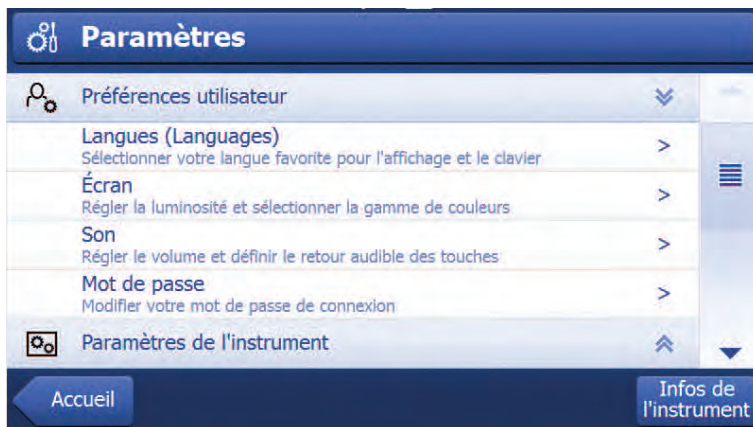 Paramètres
Préférences utilisateur
Langues (Languages)
Sélectionner votre langue favorite pour l'affichage et le clavier
Écran
Régler la luminosité et sélectionner la gamme de couleurs
Son
Régler le volume et définir le retour audible des touches
Mot de passe
Modifier votre mot de passe de connexion
Paramètres de l'instrument
Accueil
Infos de
l'instrument